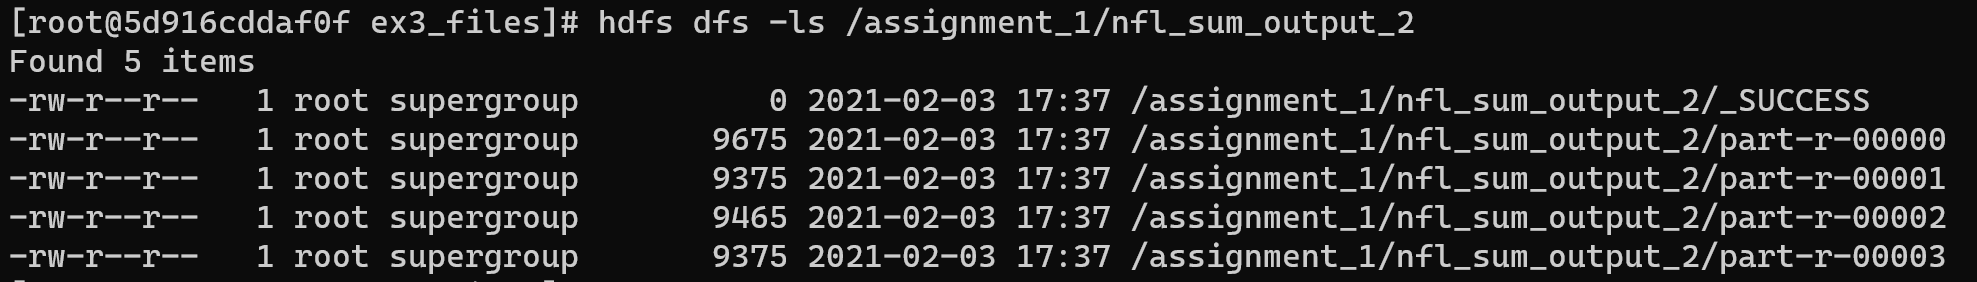 [root@5d916cddaf0f ex3_files]# hdfs dfs -ls /assignment_1/nfl_sum_output_2
Found 5 items
-rw-r--r--   1 root supergroup          0 2021-02-03 17:37 /assignment_1/nfl_sum_output_2/_SUCCESS
-rw-r--r--   1 root supergroup       9675 2021-02-03 17:37 /assignment_1/nfl_sum_output_2/part-r-00000
-rw-r--r--   1 root supergroup       9375 2021-02-03 17:37 /assignment_1/nfl_sum_output_2/part-r-00001
-rw-r--r--   1 root supergroup       9465 2021-02-03 17:37 /assignment_1/nfl_sum_output_2/part-r-00002
-rw-r--r--   1 root supergroup       9375 2021-02-03 17:37 /assignment_1/nfl_sum_output_2/part-r-00003